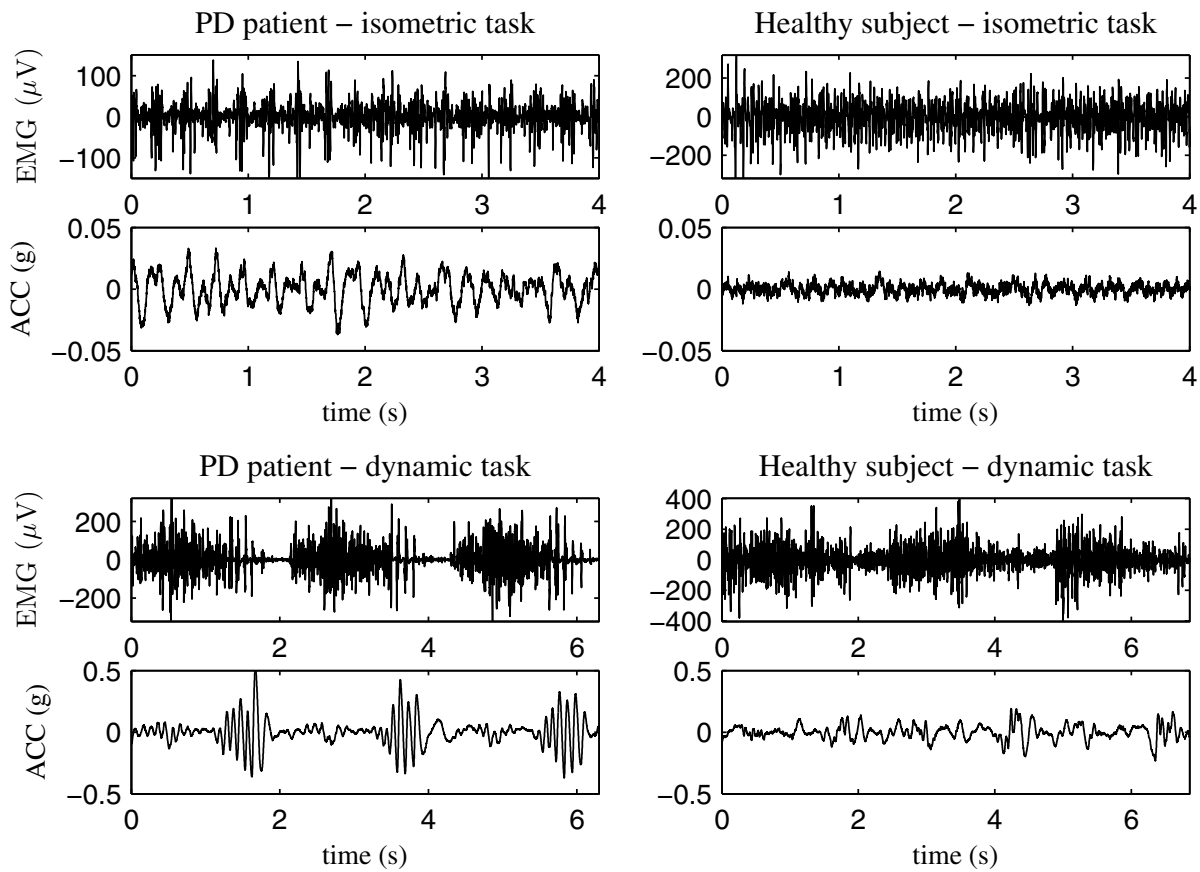 PD patient − isometric task
Healthy subject − isometric task
EMG (μV)
100
0
−100
0 1 2 3 4
200
0
−200
0 1 2 3 4
ACC (g)
0.05
0
−0.05
0 1 2 3 4
time (s)
0.05
0
−0.05
0 1 2 3 4
time (s)
PD patient − dynamic task
Healthy subject − dynamic task
EMG (μV)
200
0
−200
0 2 4 6
400
200
0
−200
−400
0 2 4 6
ACC (g)
0.5
0
−0.5
0 2 4 6
time (s)
0.5
0
−0.5
0 2 4 6
time (s)